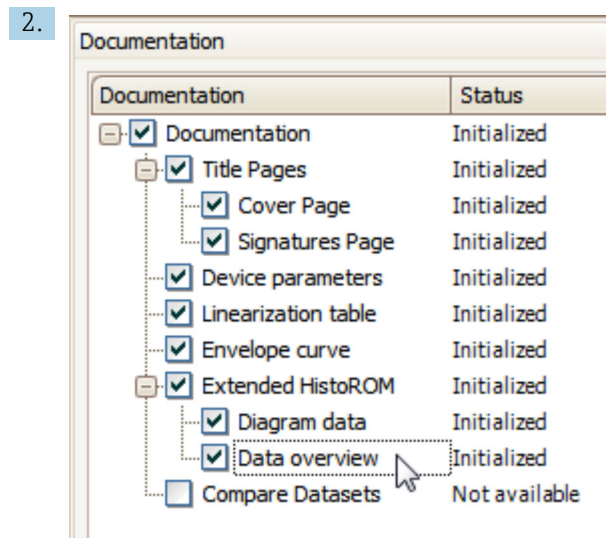 2.
Documentation
Documentation Status
Documentation Initialized
Title Pages Initialized
Cover Page Initialized
Signatures Page Initialized
Device parameters Initialized
Linearization table Initialized
Envelope curve Initialized
Extended HistoROM Initialized
Diagram data Initialized
Data overview Initialized
Compare Datasets Not available